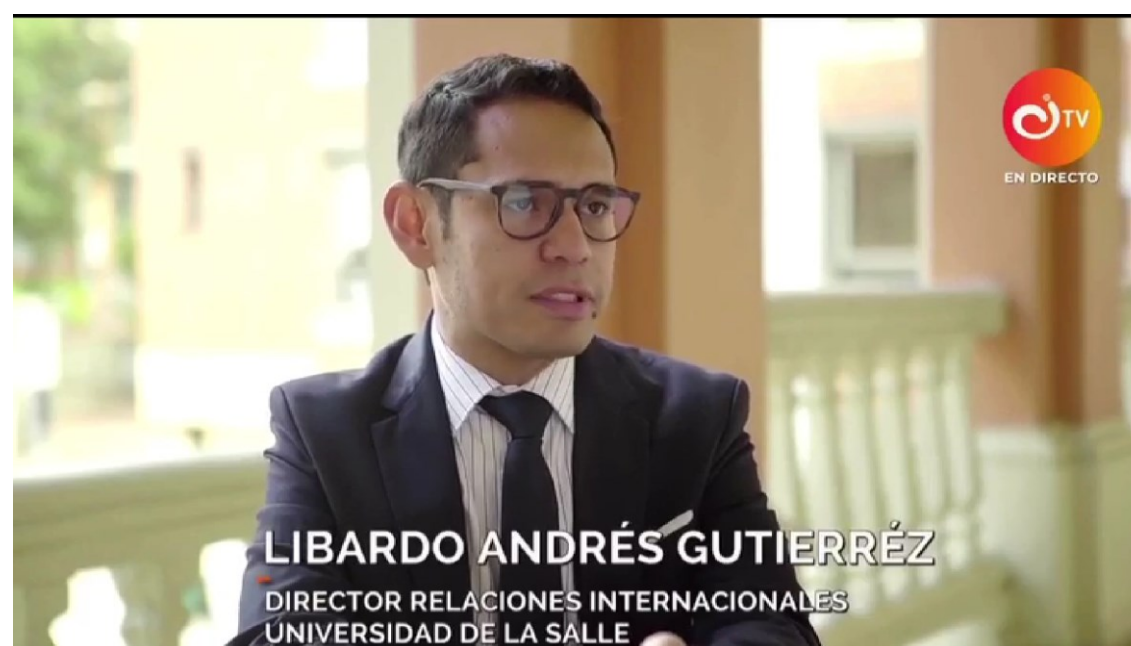 TV
EN DIRECTO
LIBARDO ANDRÉS GUTIERRÉZ
DIRECTOR RELACIONES INTERNACIONALES
UNIVERSIDAD DE LA SALLE